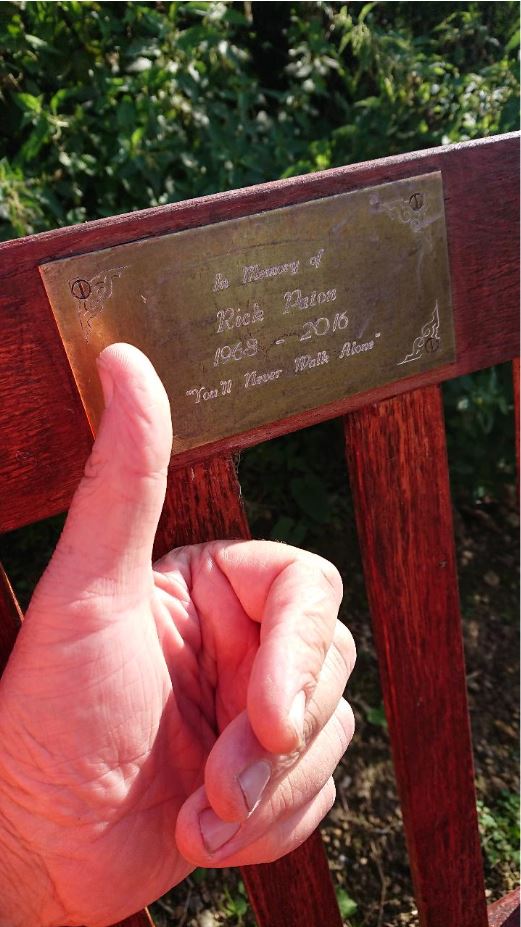 In Memory of
Rick Paton
1968 - 2016
"You'll Never Walk Alone"